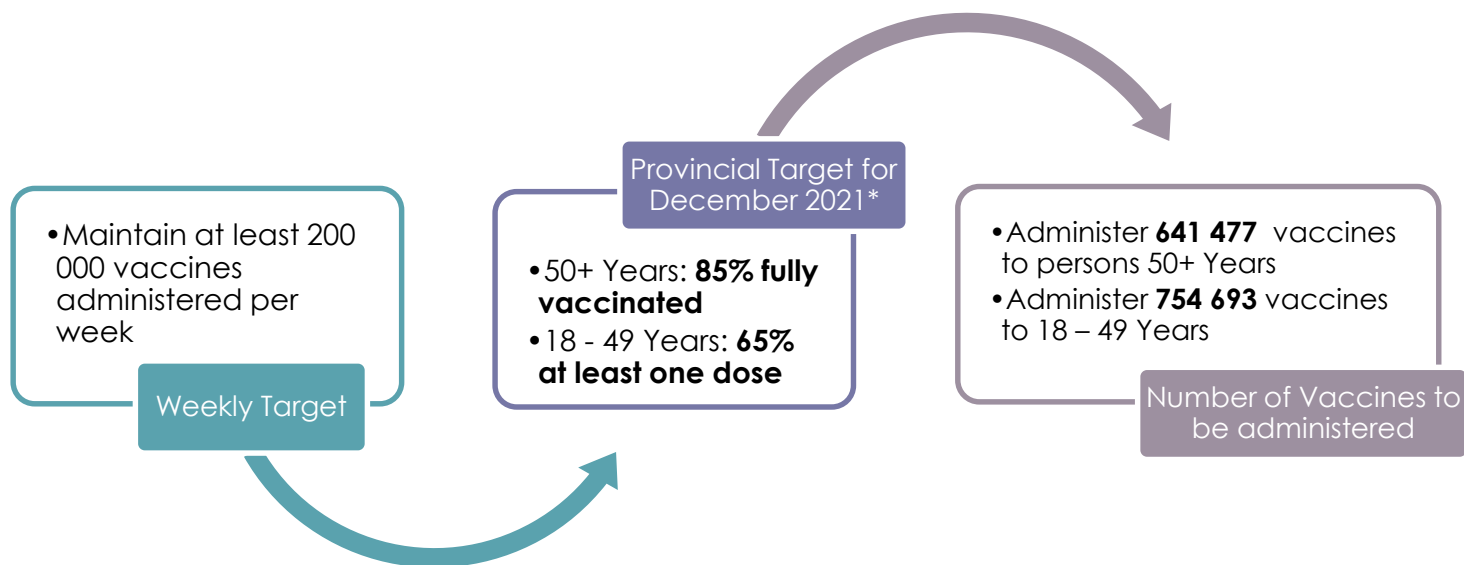 •Maintain at least 200
000 vaccines
administered per
week
Weekly Target
Provincial Target for
December 2021*
•50+ Years: 85% fully
vaccinated
•18 - 49 Years: 65%
at least one dose
•Administer 641 477 vaccines
to persons 50+ Years
•Administer 754 693 vaccines
to 18 – 49 Years
Number of Vaccines to
be administered